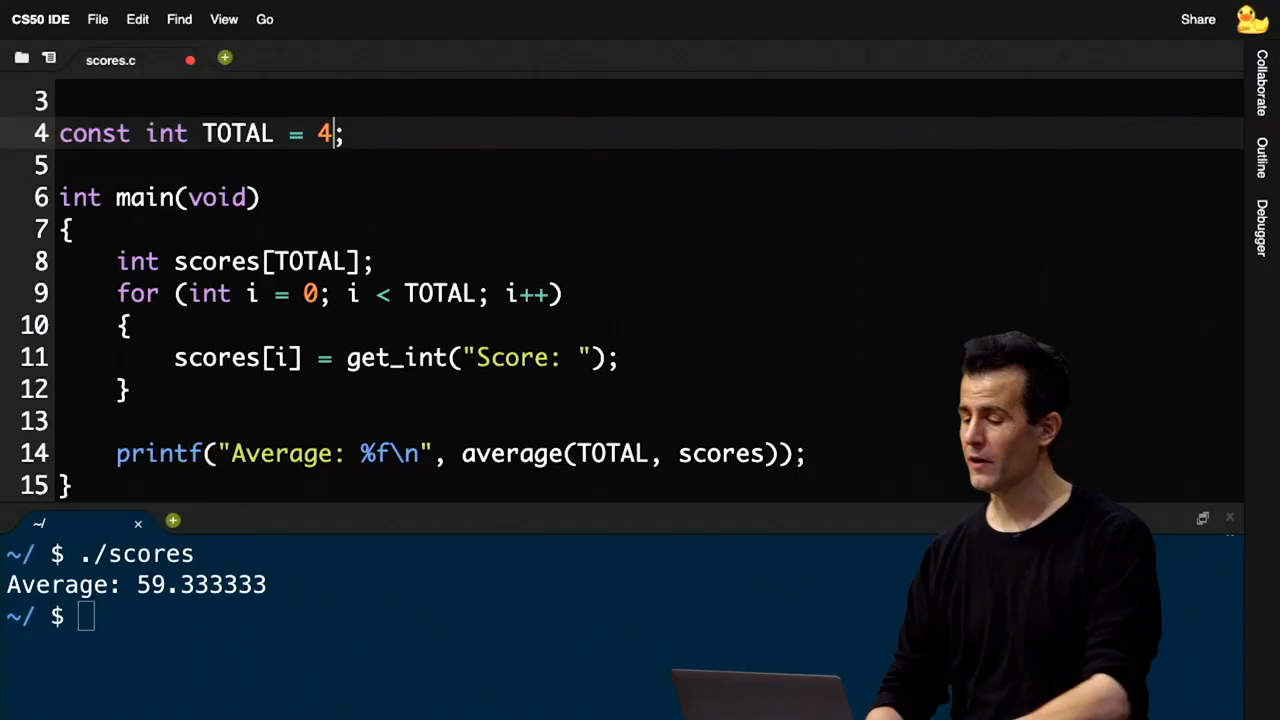 CS50 IDE File Edit Find View Go Share
scores.c
3
4 const int TOTAL = 4;
5
6 int main(void)
7 {
8     int scores[TOTAL];
9     for (int i = 0; i < TOTAL; i++)
10     {
11         scores[i] = get_int("Score: ");
12     }
13
14     printf("Average: %f\n", average(TOTAL, scores));
15 }
~/
~/ $ ./scores
Average: 59.333333
~/ $
Collaborate
Outline
Debugger